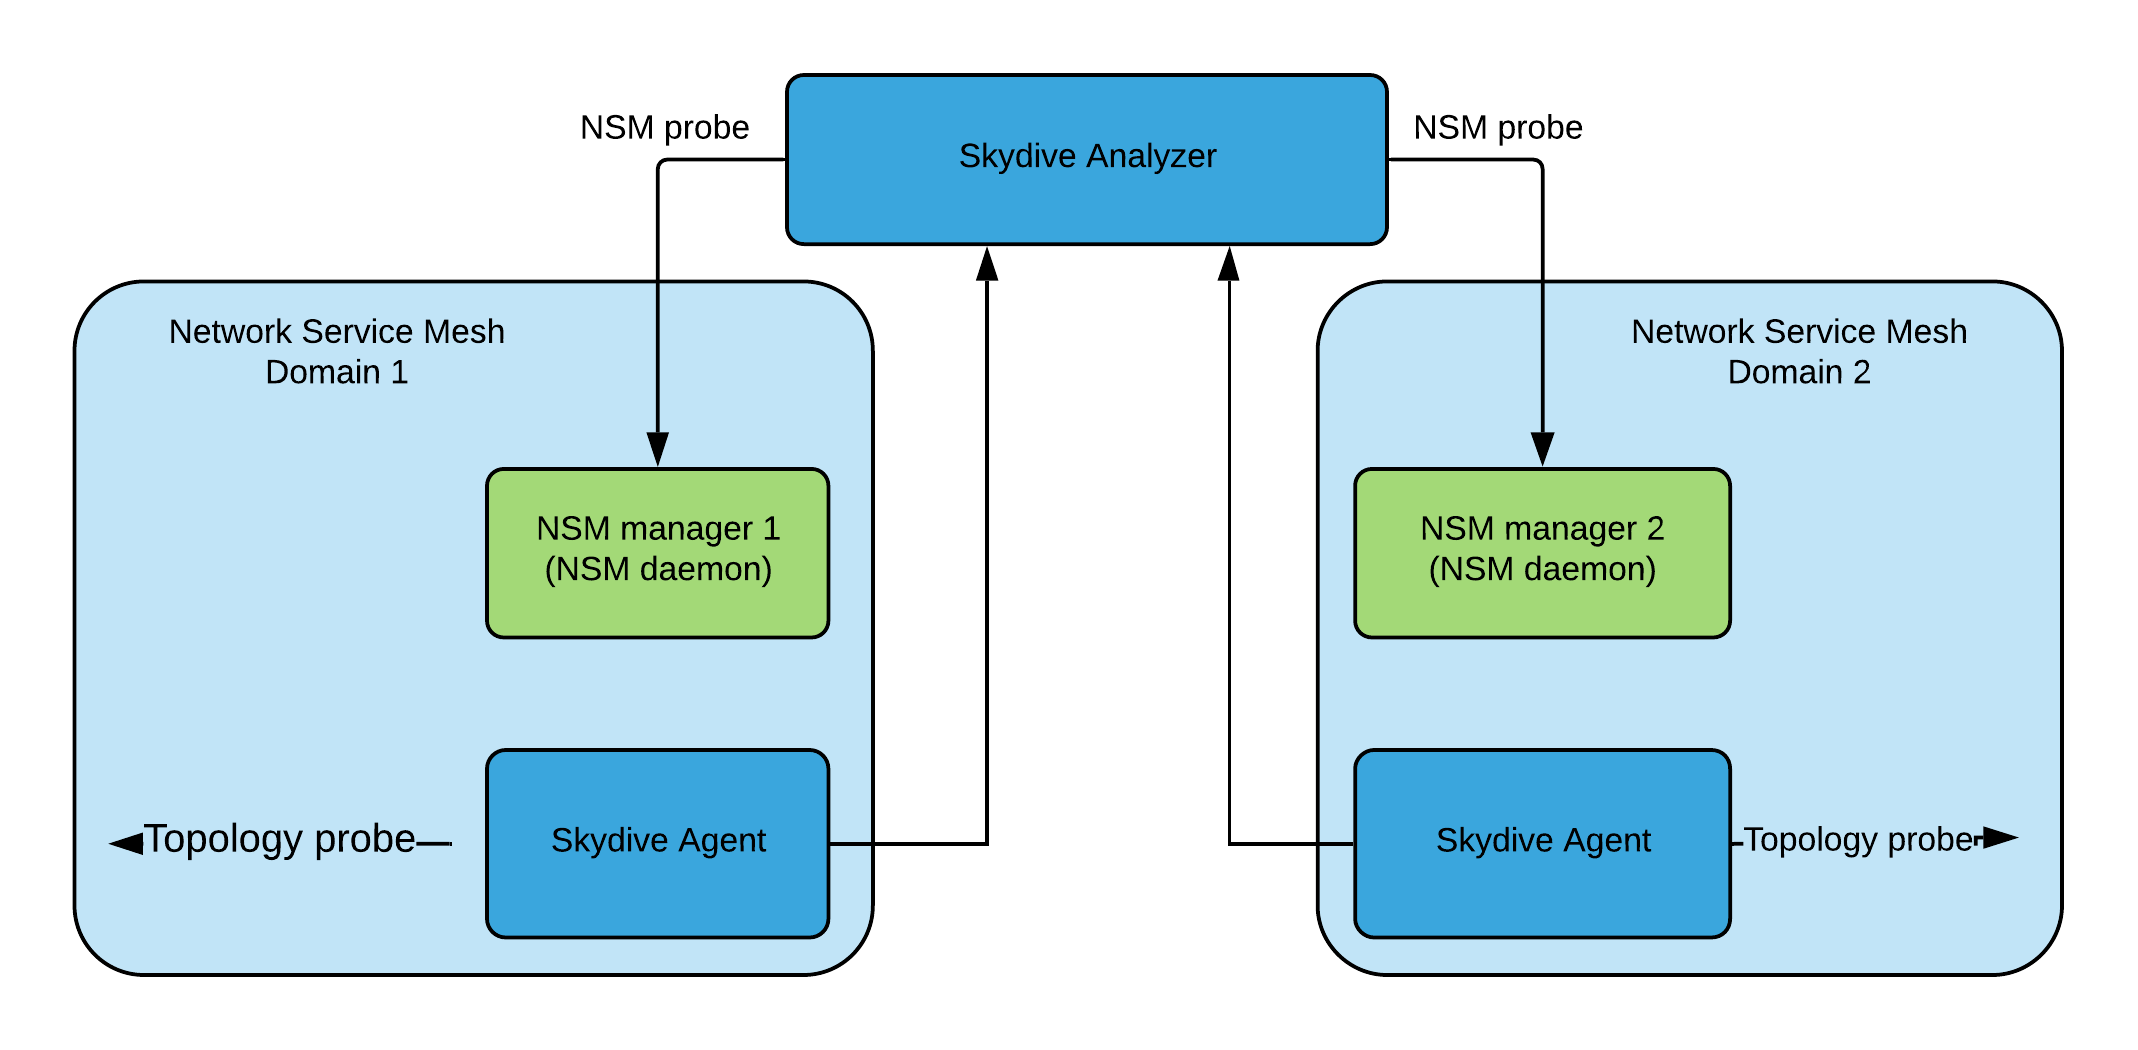 NSM probe
Skydive Analyzer
NSM probe
Network Service Mesh
Domain 1
Network Service Mesh
Domain 2
NSM manager 1
(NSM daemon)
NSM manager 2
(NSM daemon)
Topology probe
Skydive Agent
Skydive Agent
Topology probe